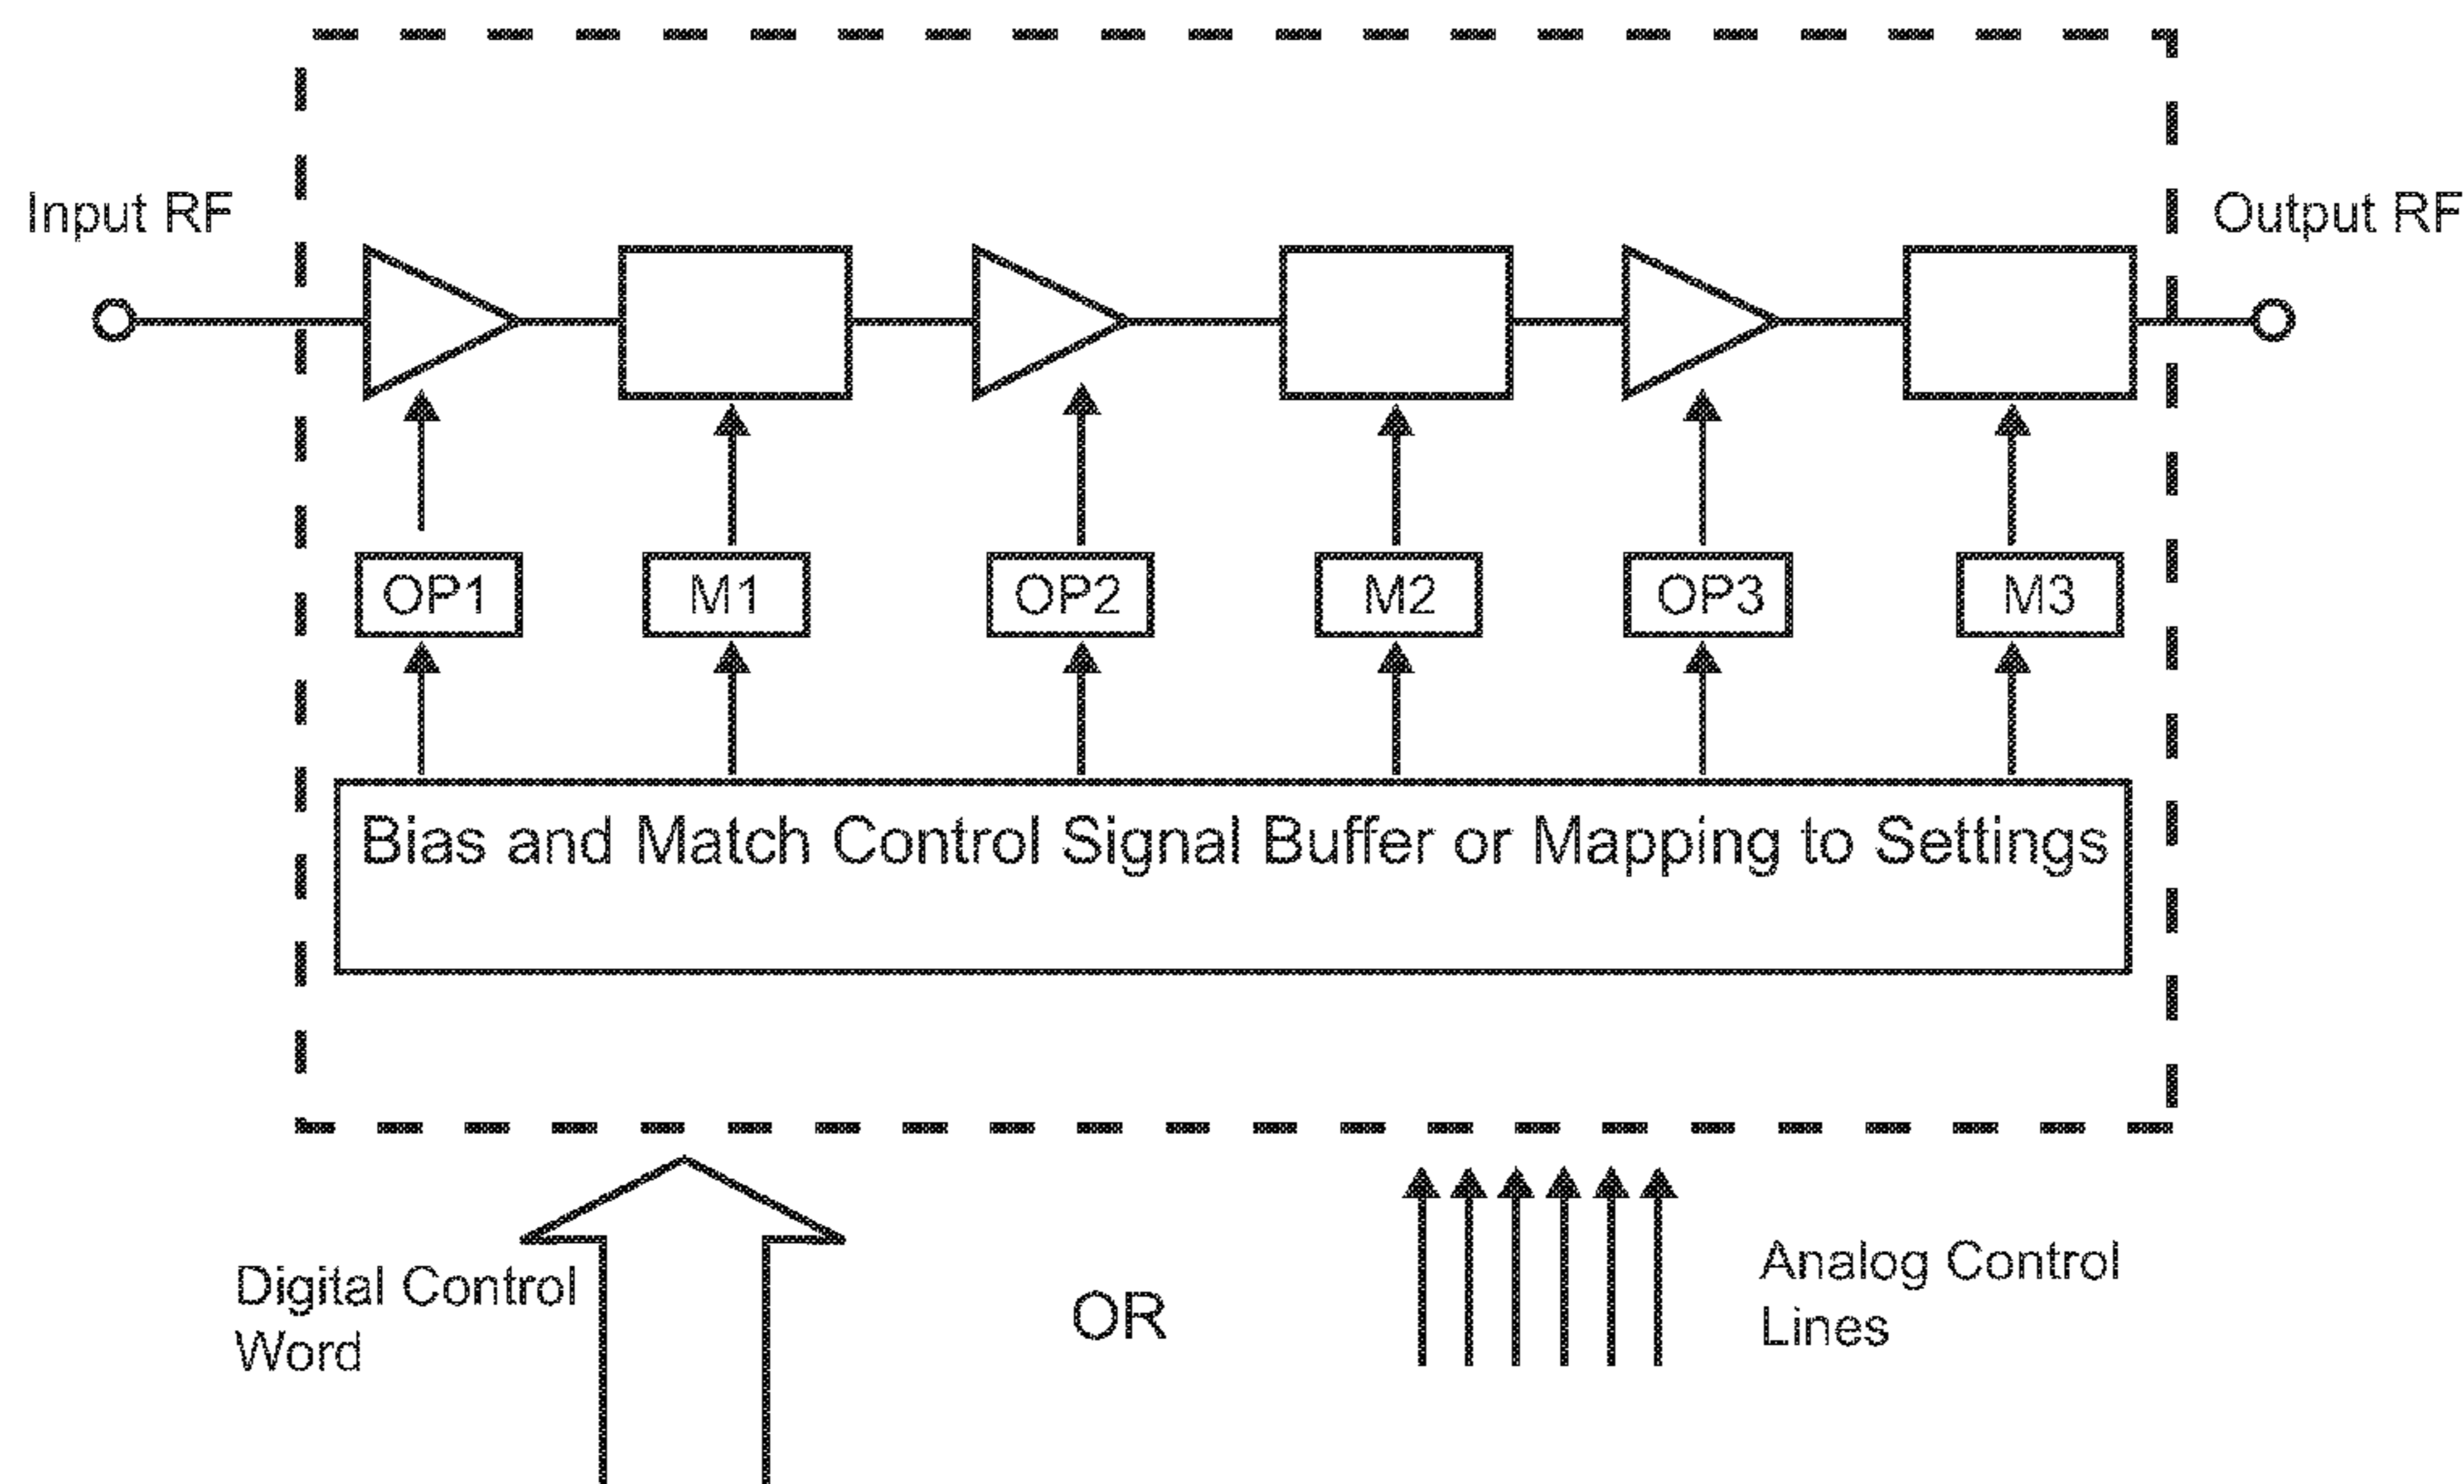 Input RF
Output RF
OP1
M1
OP2
M2
OP3
M3
Bias and Match Control Signal Buffer or Mapping to Settings
Digital Control
Word
OR
Analog Control
Lines